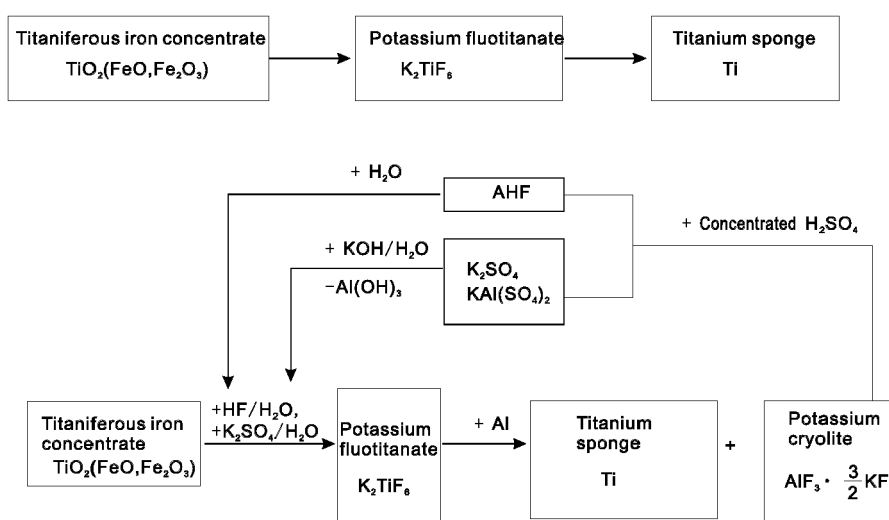 Titaniferous iron concentrate
TiO₂(FeO,Fe₂O₃)
Potassium fluotitanate
K₂TiF₆
Titanium sponge
Ti
+ H₂O
AHF
+ Concentrated H₂SO₄
+ KOH/H₂O
−Al(OH)₃
K₂SO₄
KAl(SO₄)₂
Titaniferous iron
concentrate
TiO₂(FeO,Fe₂O₃)
+HF/H₂O,
+K₂SO₄/H₂O
Potassium
fluotitanate
K₂TiF₆
+ Al
Titanium
sponge
Ti
+
Potassium
cryolite
AlF₃· 3/2 KF